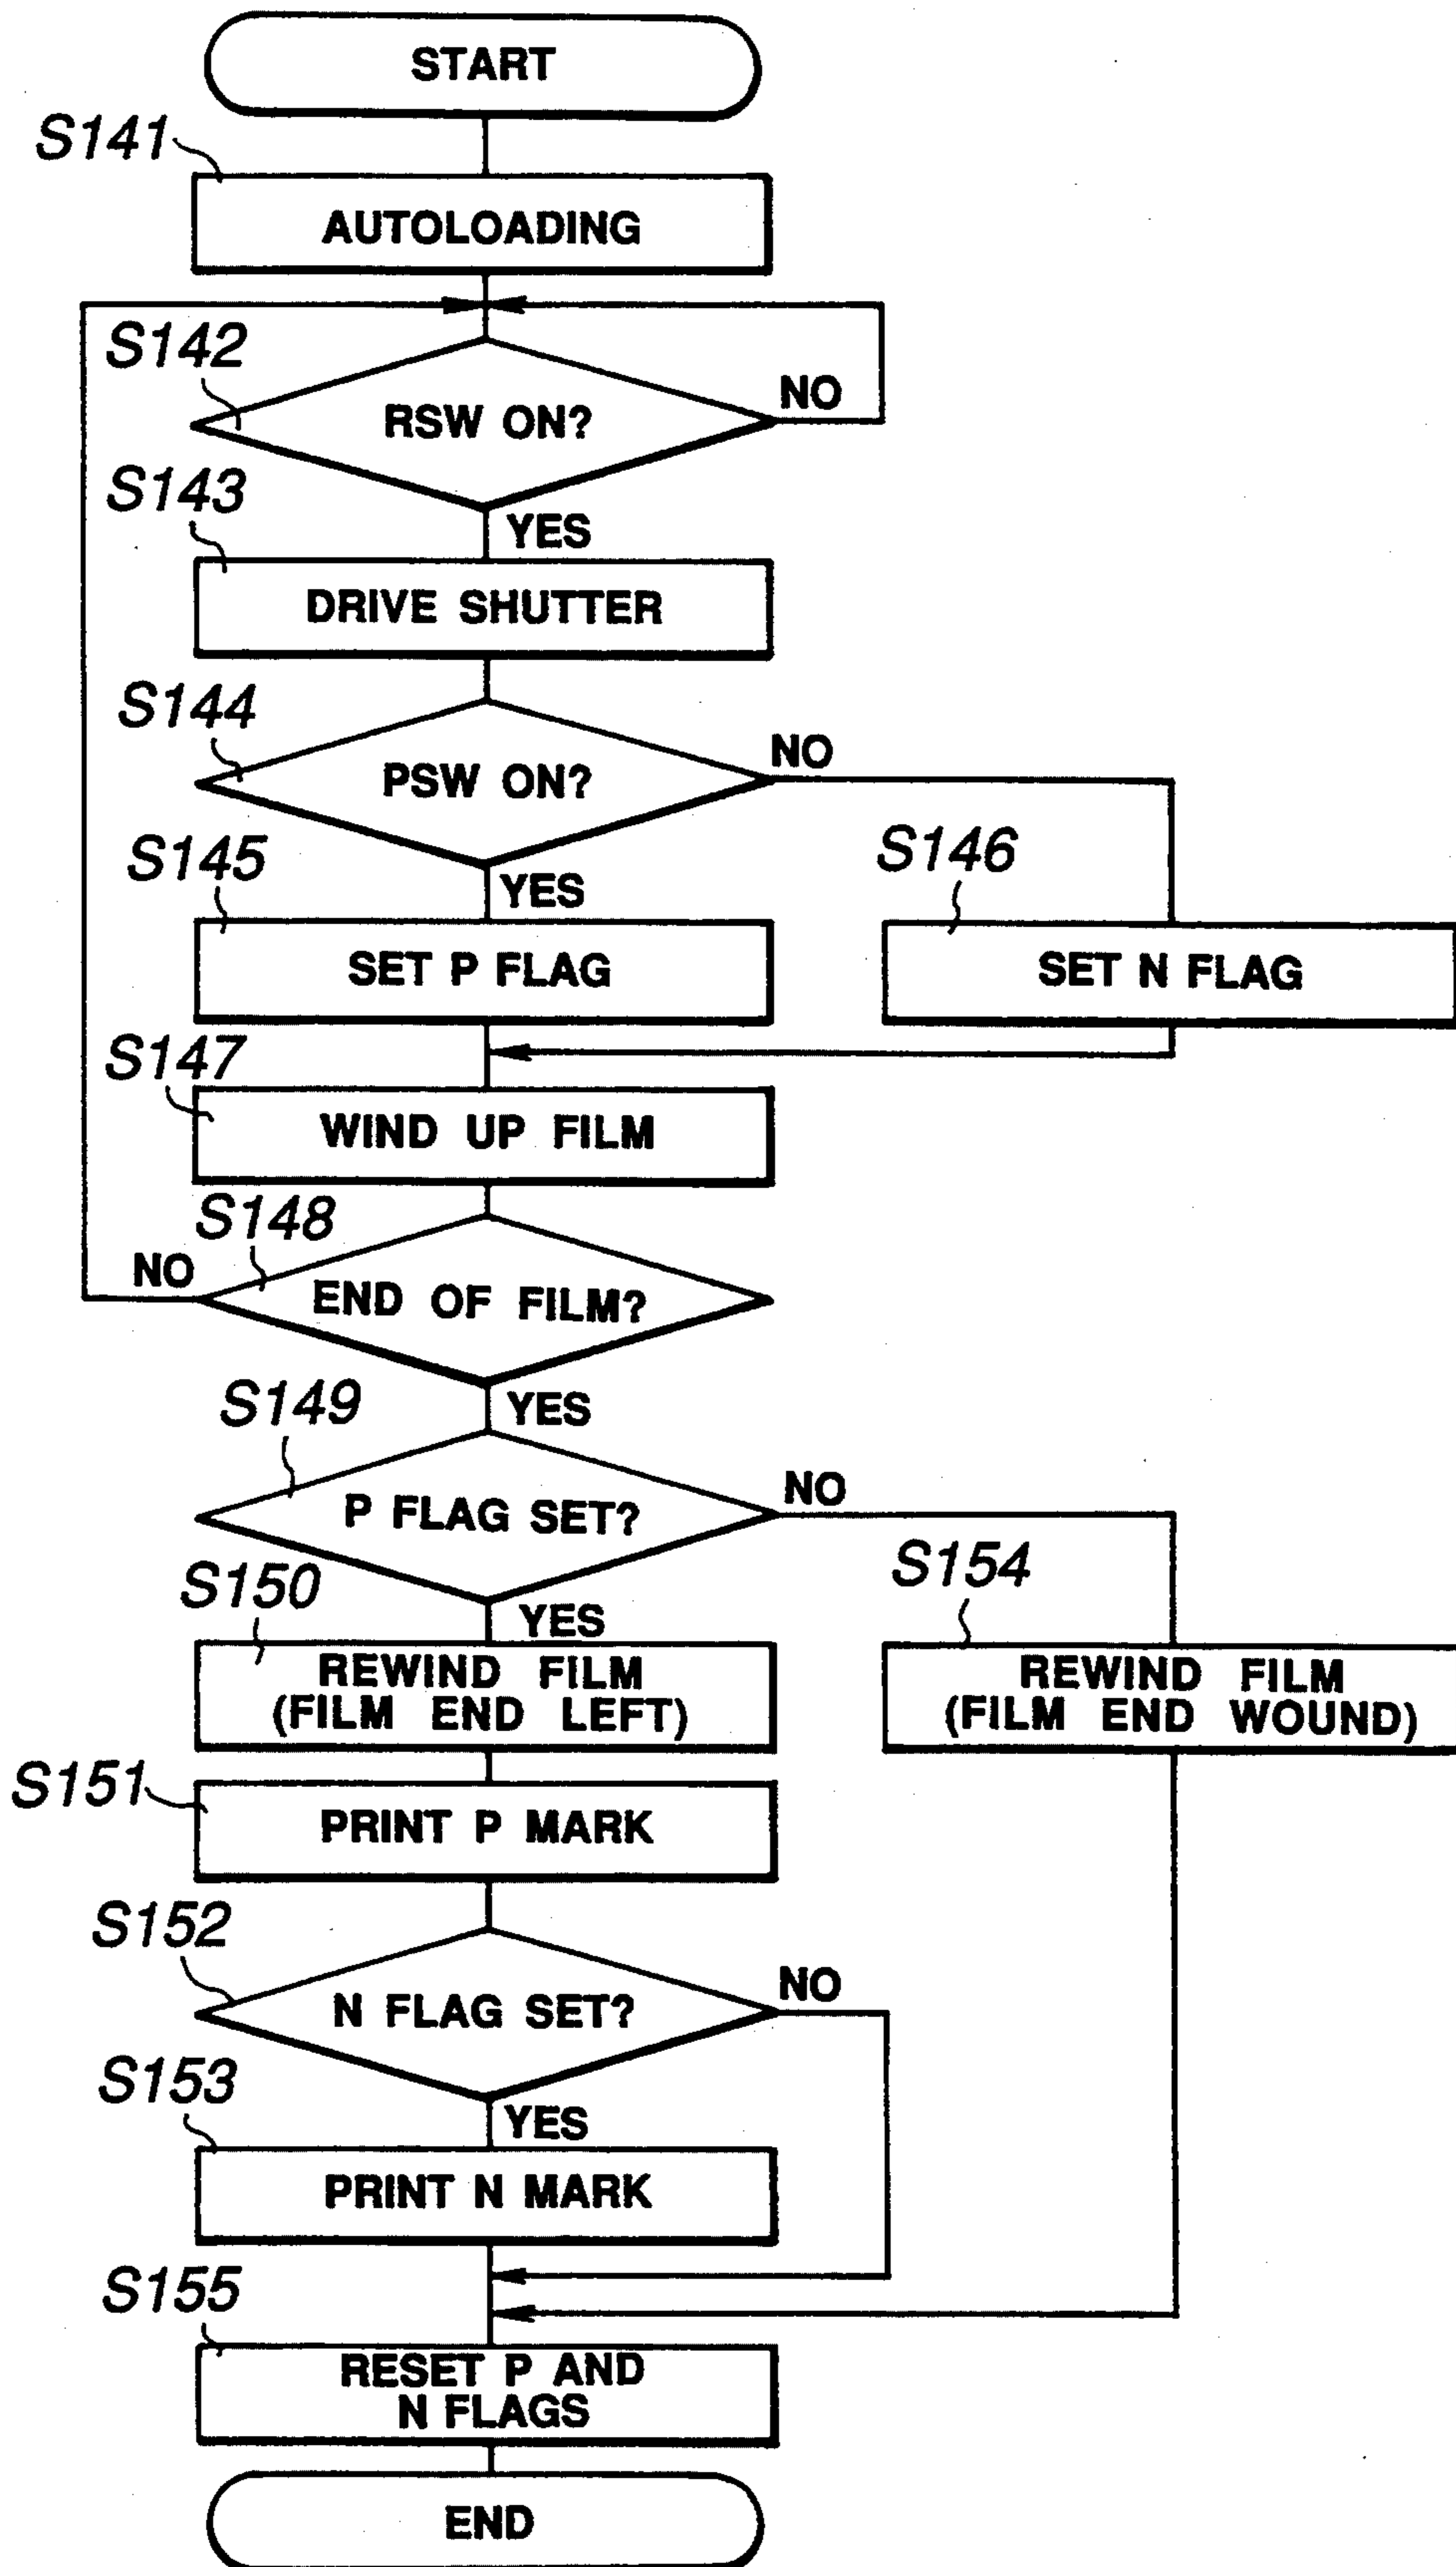 START
S141
AUTOLOADING
S142
RSW ON?
NO
S143
YES
DRIVE SHUTTER
S144
PSW ON?
NO
S145
YES
S146
SET P FLAG
SET N FLAG
S147
WIND UP FILM
S148
NO
END OF FILM?
S149
YES
P FLAG SET?
NO
S150
YES
S154
REWIND FILM
(FILM END LEFT)
REWIND FILM
(FILM END WOUND)
S151
PRINT P MARK
S152
N FLAG SET?
NO
S153
YES
PRINT N MARK
S155
RESET P AND
N FLAGS
END